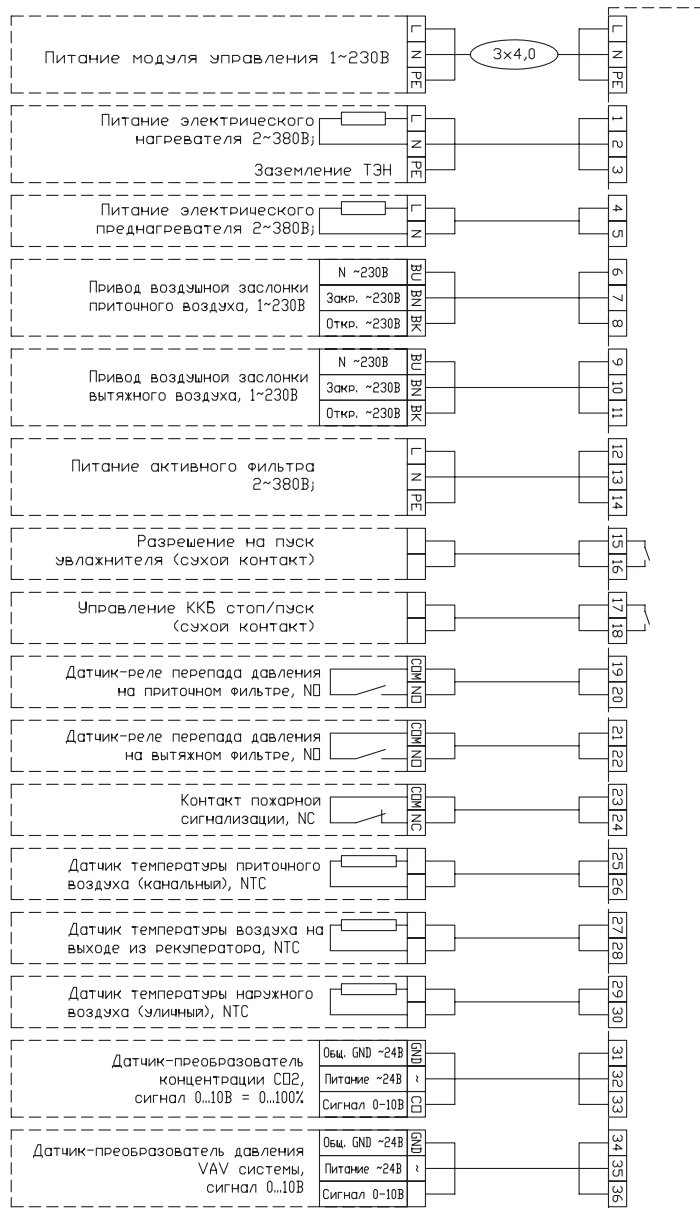 Питание модуля управления 1~230В
L
N
PE
3×4,0
L
N
PE
Питание электрического
нагревателя 2~380В;
Заземление ТЭН
L
N
PE
1
2
3
Питание электрического
преднагревателя 2~380В;
L
N
4
5
Привод воздушной заслонки
приточного воздуха, 1~230В
N ~230В
Закр. ~230В
Откр. ~230В
BU
BN
BK
6
7
8
Привод воздушной заслонки
вытяжного воздуха, 1~230В
N ~230В
Закр. ~230В
Откр. ~230В
BU
BN
BK
9
10
11
Питание активного фильтра
2~380В;
L
N
PE
12
13
14
Разрешение на пуск
увлажнителя (сухой контакт)
15
16
Управление ККБ стоп/пуск
(сухой контакт)
17
18
Датчик-реле перепада давления
на приточном фильтре, NO
COM
NO
19
20
Датчик-реле перепада давления
на вытяжном фильтре, NO
COM
NO
21
22
Контакт пожарной
сигнализации, NC
COM
NC
23
24
Датчик температуры приточного
воздуха (канальный), NTC
25
26
Датчик температуры воздуха на
выходе из рекуператора, NTC
27
28
Датчик температуры наружного
воздуха (уличный), NTC
29
30
Датчик-преобразователь
концентрации CO2,
сигнал 0...10В = 0...100%
Общ. GND ~24В
Питание ~24В
Сигнал 0-10В
GND
~
CO
31
32
33
Датчик-преобразователь давления
VAV системы,
сигнал 0...10В
Общ. GND ~24В
Питание ~24В
Сигнал 0-10В
GND
~
34
35
36